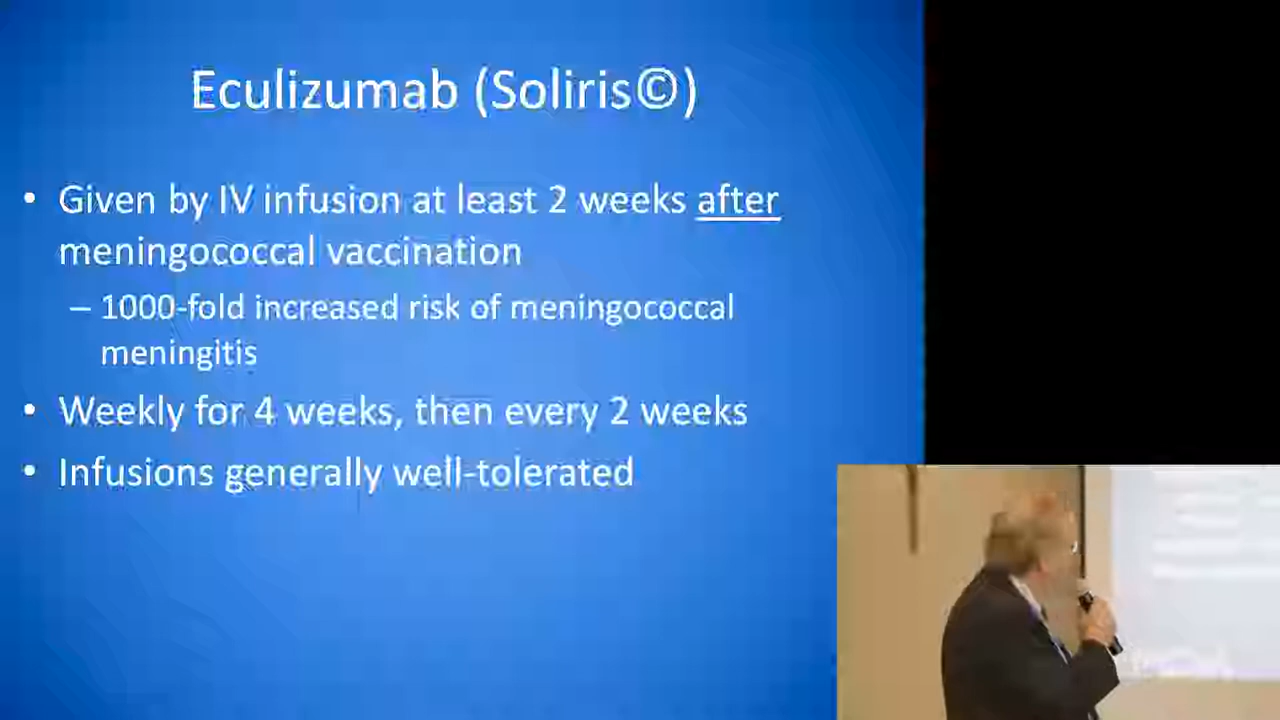 Eculizumab (Soliris©)
• Given by IV infusion at least 2 weeks after
meningococcal vaccination
– 1000-fold increased risk of meningococcal
meningitis
• Weekly for 4 weeks, then every 2 weeks
• Infusions generally well-tolerated